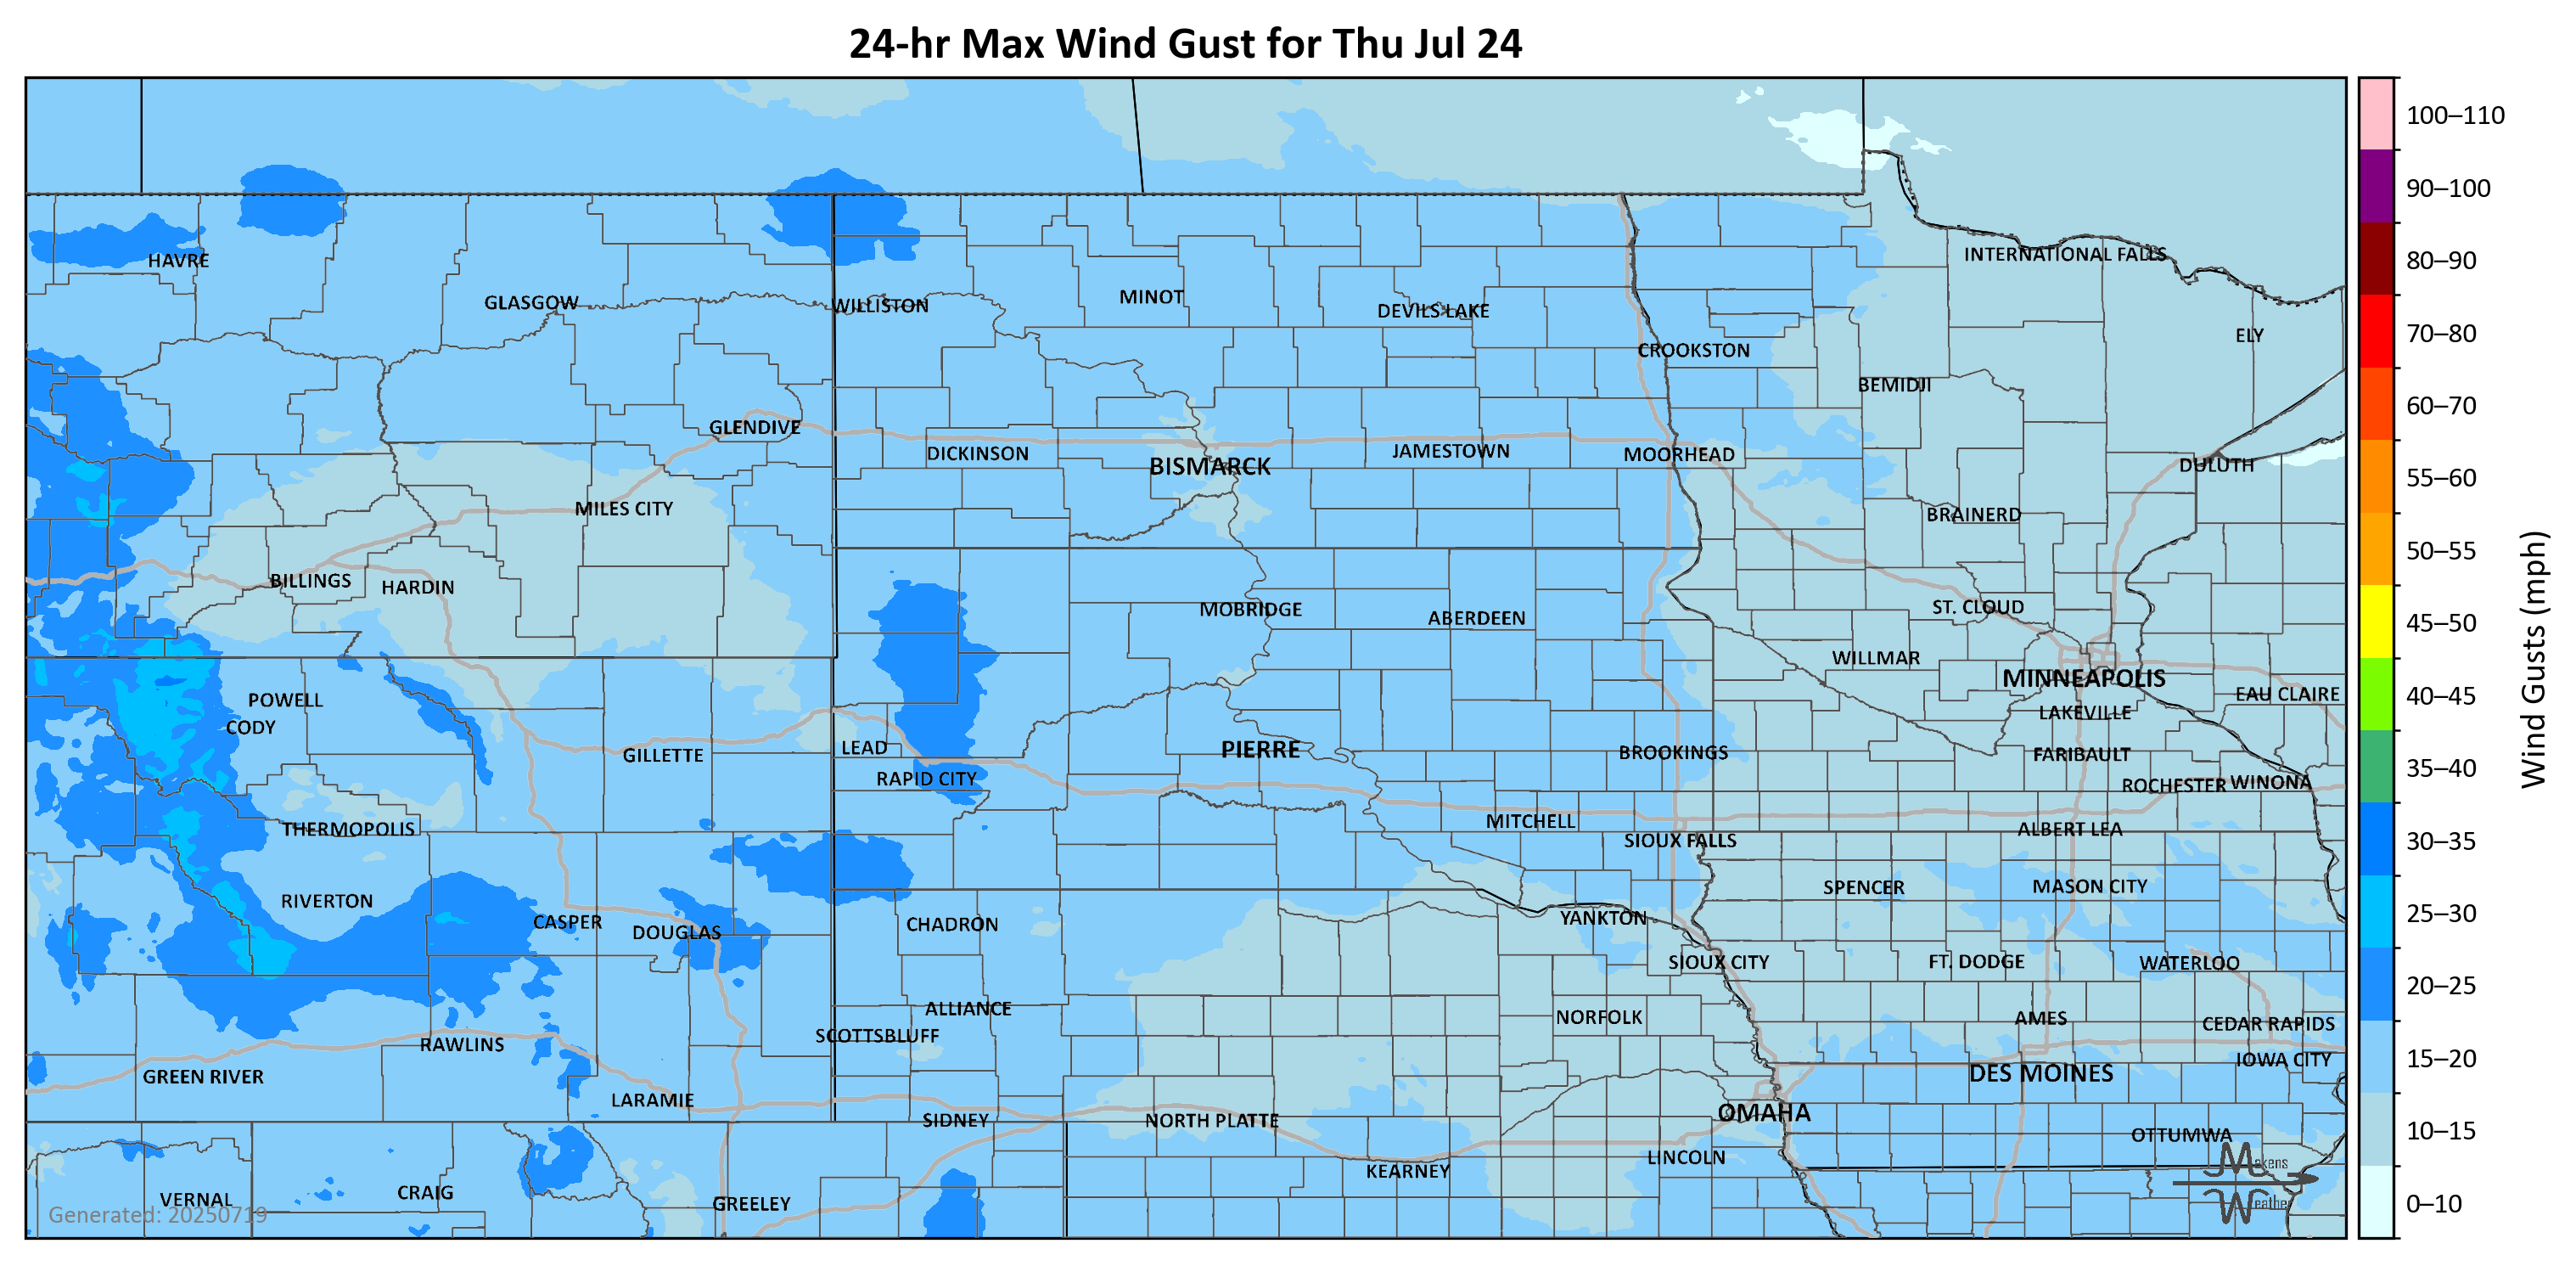 24-hr Max Wind Gust for Thu Jul 24
100–110
90–100
80–90
70–80
60–70
55–60
50–55
45–50
40–45
35–40
30–35
25–30
20–25
15–20
10–15
0–10
Wind Gusts (mph)
HAVRE
INTERNATIONAL FALLS
GLASGOW
WILLISTON
MINOT
DEVILS LAKE
ELY
CROOKSTON
BEMIDJI
GLENDIVE
DICKINSON
BISMARCK
JAMESTOWN
MOORHEAD
DULUTH
MILES CITY
BRAINERD
BILLINGS
HARDIN
MOBRIDGE
ABERDEEN
ST. CLOUD
WILLMAR
MINNEAPOLIS
EAU CLAIRE
POWELL
CODY
LAKEVILLE
GILLETTE
LEAD
PIERRE
BROOKINGS
FARIBAULT
RAPID CITY
ROCHESTER
WINONA
THERMOPOLIS
MITCHELL
SIOUX FALLS
ALBERT LEA
RIVERTON
SPENCER
MASON CITY
CASPER
DOUGLAS
CHADRON
YANKTON
SIOUX CITY
FT. DODGE
WATERLOO
ALLIANCE
NORFOLK
AMES
CEDAR RAPIDS
SCOTTSBLUFF
RAWLINS
IOWA CITY
GREEN RIVER
DES MOINES
LARAMIE
SIDNEY
NORTH PLATTE
OMAHA
OTTUMWA
LINCOLN
KEARNEY
VERNAL
CRAIG
GREELEY
Makens
Weather
Generated: 20250719